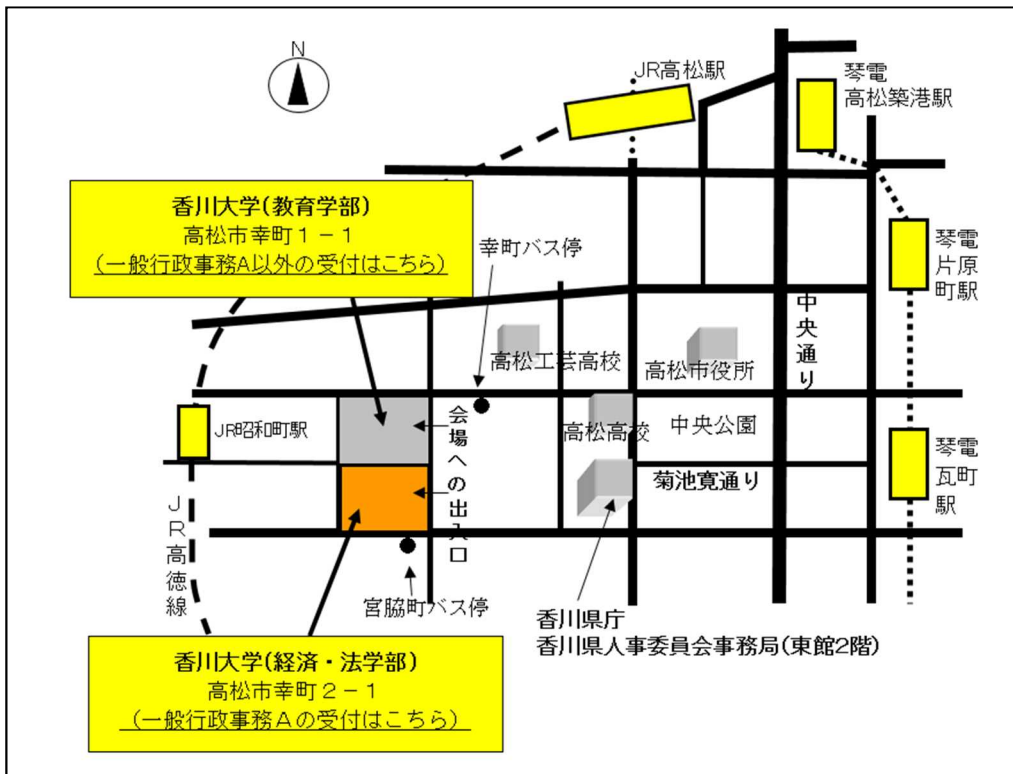 N
JR高松駅
琴電
高松築港駅
香川大学(教育学部)
高松市幸町１－１
(一般行政事務A以外の受付はこちら)
幸町バス停
琴電
片原
町駅
中央通り
高松工芸高校
高松市役所
JR昭和町駅
会場への出入口
高松高校
中央公園
琴電
瓦町
駅
菊池寛通り
ＪＲ高徳線
宮脇町バス停
香川県庁
香川県人事委員会事務局(東館2階)
香川大学(経済・法学部)
高松市幸町２－１
(一般行政事務Ａの受付はこちら)